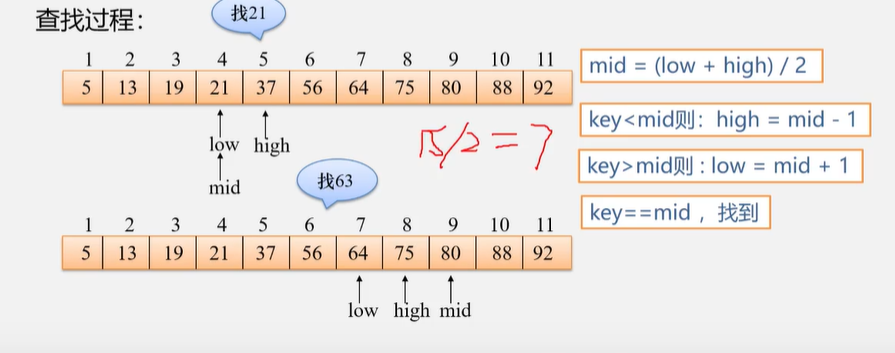 查找过程：
找21
1 2 3 4 5 6 7 8 9 10 11
5 13 19 21 37 56 64 75 80 88 92
low high
mid
15/2=7
找63
1 2 3 4 5 6 7 8 9 10 11
5 13 19 21 37 56 64 75 80 88 92
low high mid
mid = (low + high) / 2
key<mid则：high = mid - 1
key>mid则 : low = mid + 1
key==mid ，找到